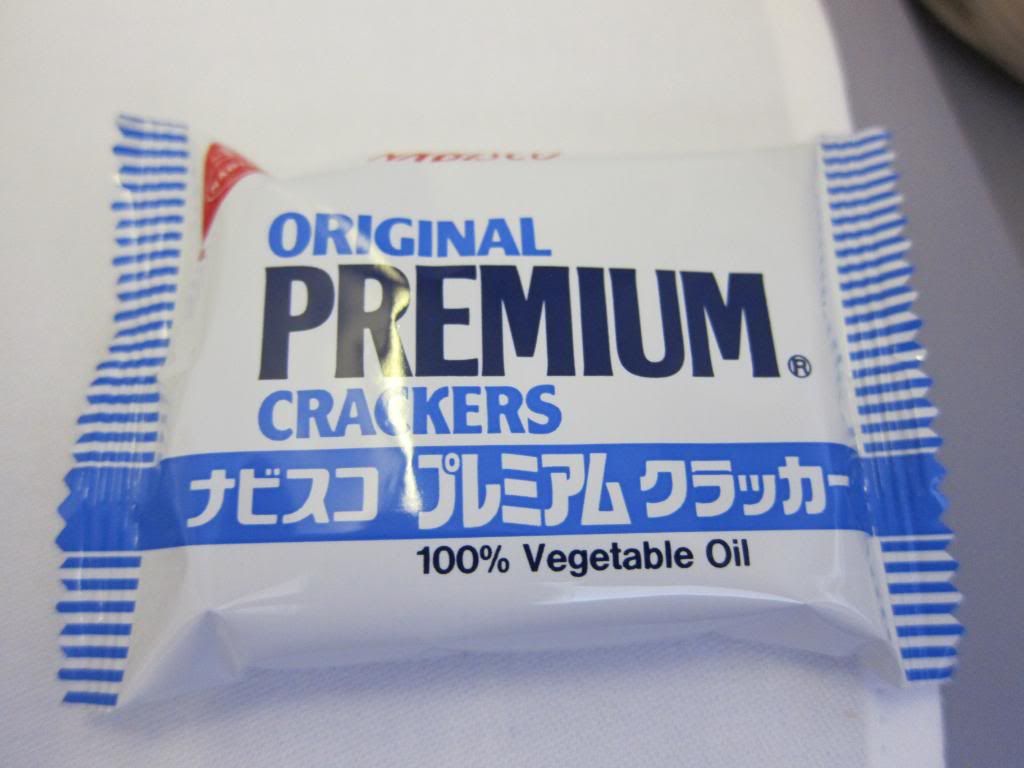 NABISCO
ORIGINAL
PREMIUM®
CRACKERS
ナビスコ プレミアム クラッカー
100% Vegetable Oil